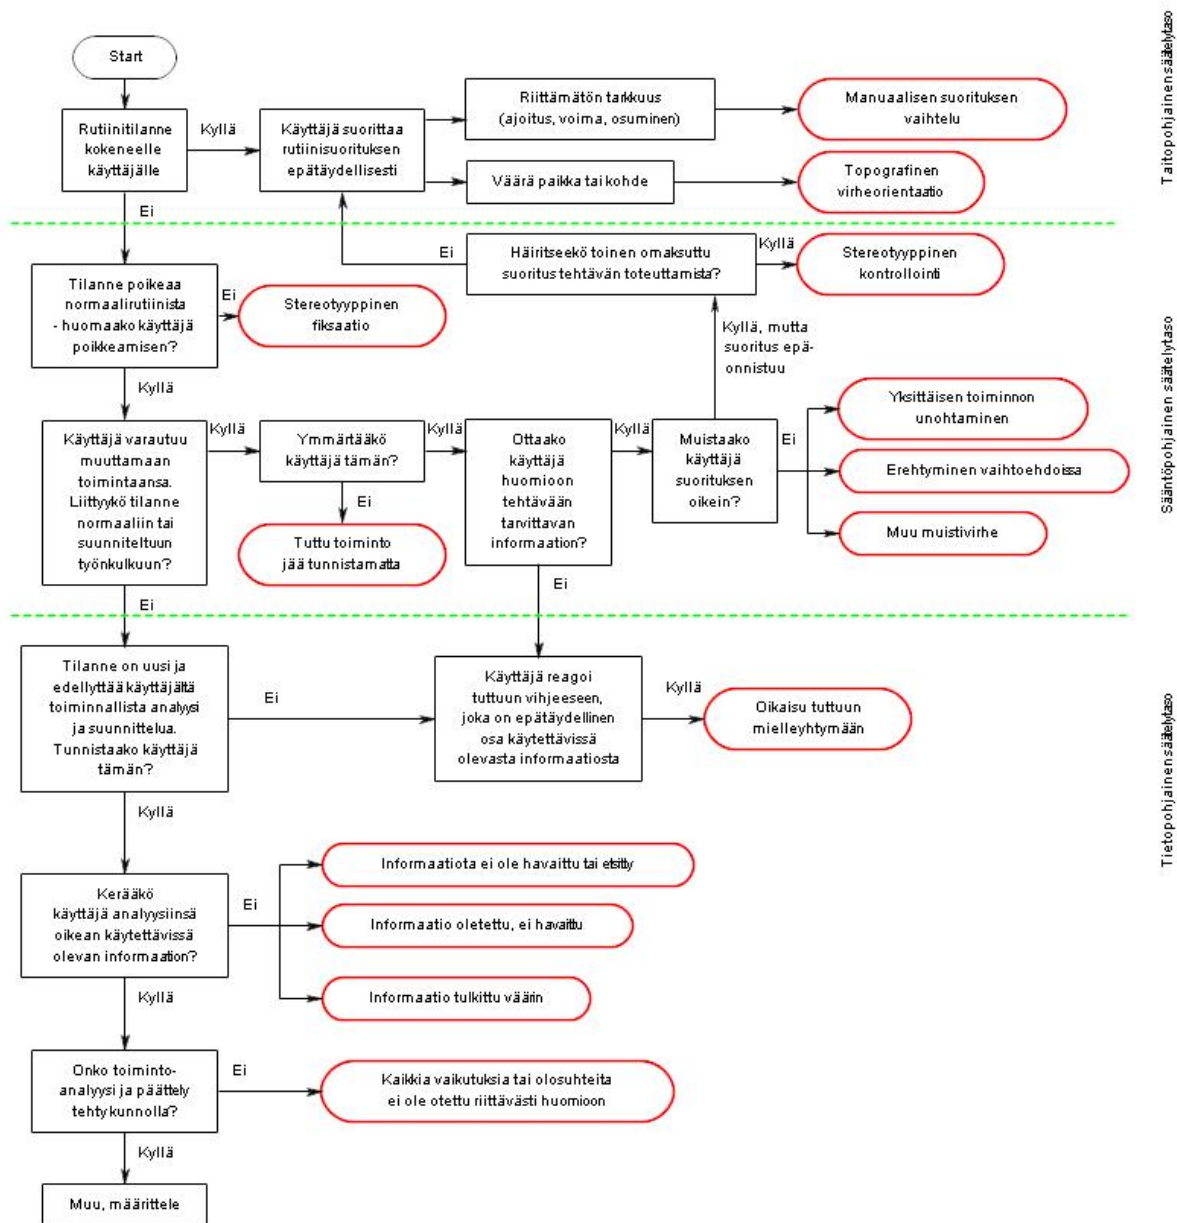 Start
Rutiinitilanne
kokeneelle
käyttäjälle
Kyllä
Käyttäjä suorittaa
rutiinisuorituksen
epätäydellisesti
Riittämätön tarkkuus
(ajoitus, voima, osuminen)
Manuaalisen suorituksen
vaihtelu
Väärä paikka tai kohde
Topografinen
virheorientaatio
Taitopohjainen säätelytaso
Ei
Tilanne poikeaa
normaalirutiinista
- huomaako käyttäjä
poikkeamisen?
Ei
Stereotyyppinen
fiksaatio
Ei
Häiritseekö toinen omaksuttu
suoritus tehtävän toteuttamista?
Kyllä
Stereotyyppinen
kontrollointi
Kyllä, mutta
suoritus epä-
onnistuu
Kyllä
Käyttäjä varautuu
muuttamaan
toimintaansa.
Liittyykö tilanne
normaaliin tai
suunniteltuun
työnkulkuun?
Kyllä
Ymmärtääkö
käyttäjä tämän?
Ei
Tuttu toiminto
jää tunnistamatta
Kyllä
Ottaako
käyttäjä
huomioon
tehtävään
tarvittavan
informaation?
Kyllä
Muistaako
käyttäjä
suorituksen
oikein?
Ei
Yksittäisen toiminnon
unohtaminen
Erehtyminen vaihtoehdoissa
Muu muistivirhe
Sääntöpohjainen säätelytaso
Ei
Ei
Tilanne on uusi ja
edellyttää käyttäjältä
toiminnallista analyysi
ja suunnittelua.
Tunnistaako käyttäjä
tämän?
Ei
Käyttäjä reagoi
tuttuun vihjeeseen,
joka on epätäydellinen
osa käytettävissä
olevasta informaatiosta
Kyllä
Oikaisu tuttuun
mielleyhtymään
Tietopohjainen säätelytaso
Kyllä
Kerääkö
käyttäjä analyysiinsä
oikean käytettävissä
olevan informaation?
Ei
Informaatiota ei ole havaittu tai etsitty
Informaatio oletettu, ei havaittu
Informaatio tulkittu väärin
Kyllä
Onko toiminto-
analyysi ja päättely
tehty kunnolla?
Ei
Kaikkia vaikutuksia tai olosuhteita
ei ole otettu riittävästi huomioon
Kyllä
Muu, määrittele